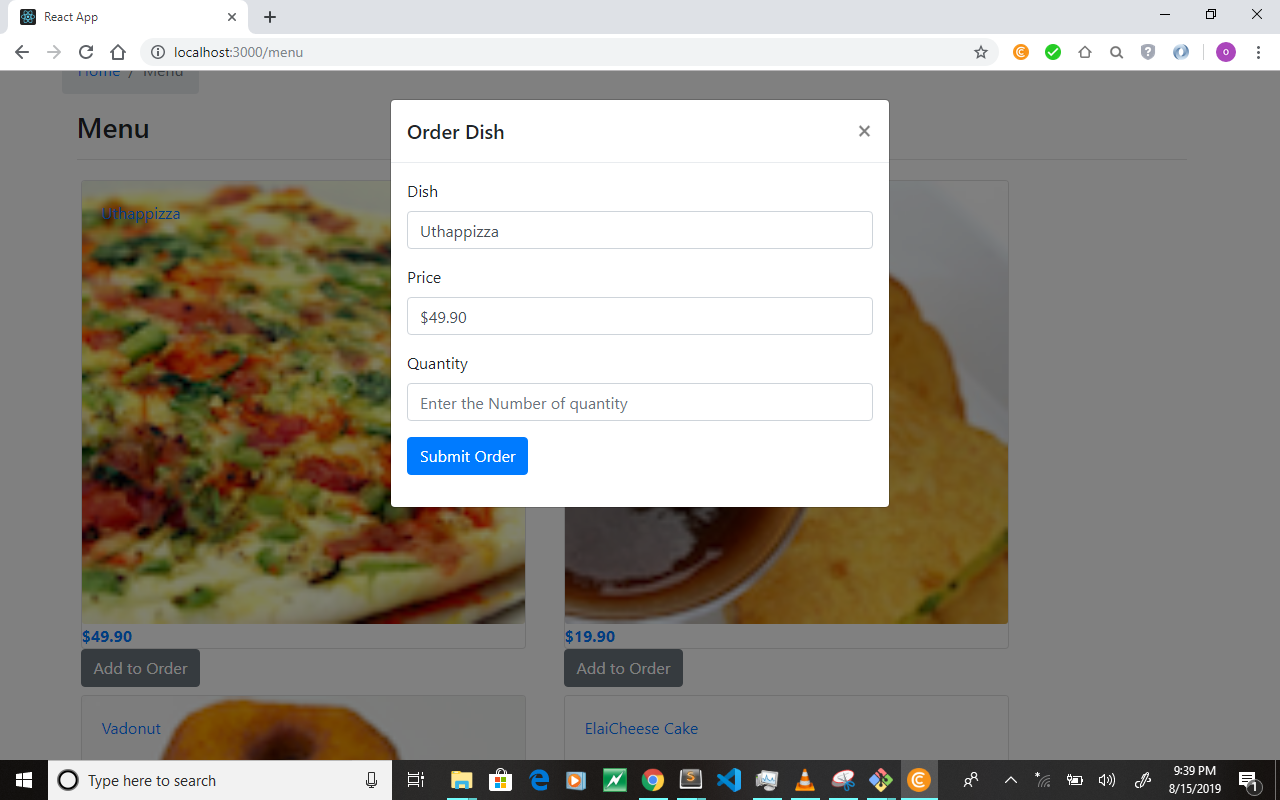 React App
localhost:3000/menu
o
Home / Menu
Menu
Order Dish
Dish
Uthappizza
Price
$49.90
Quantity
Enter the Number of quantity
Submit Order
Uthappizza
$49.90
$19.90
Add to Order
Add to Order
Vadonut
ElaiCheese Cake
Type here to search
9:39 PM
8/15/2019
1